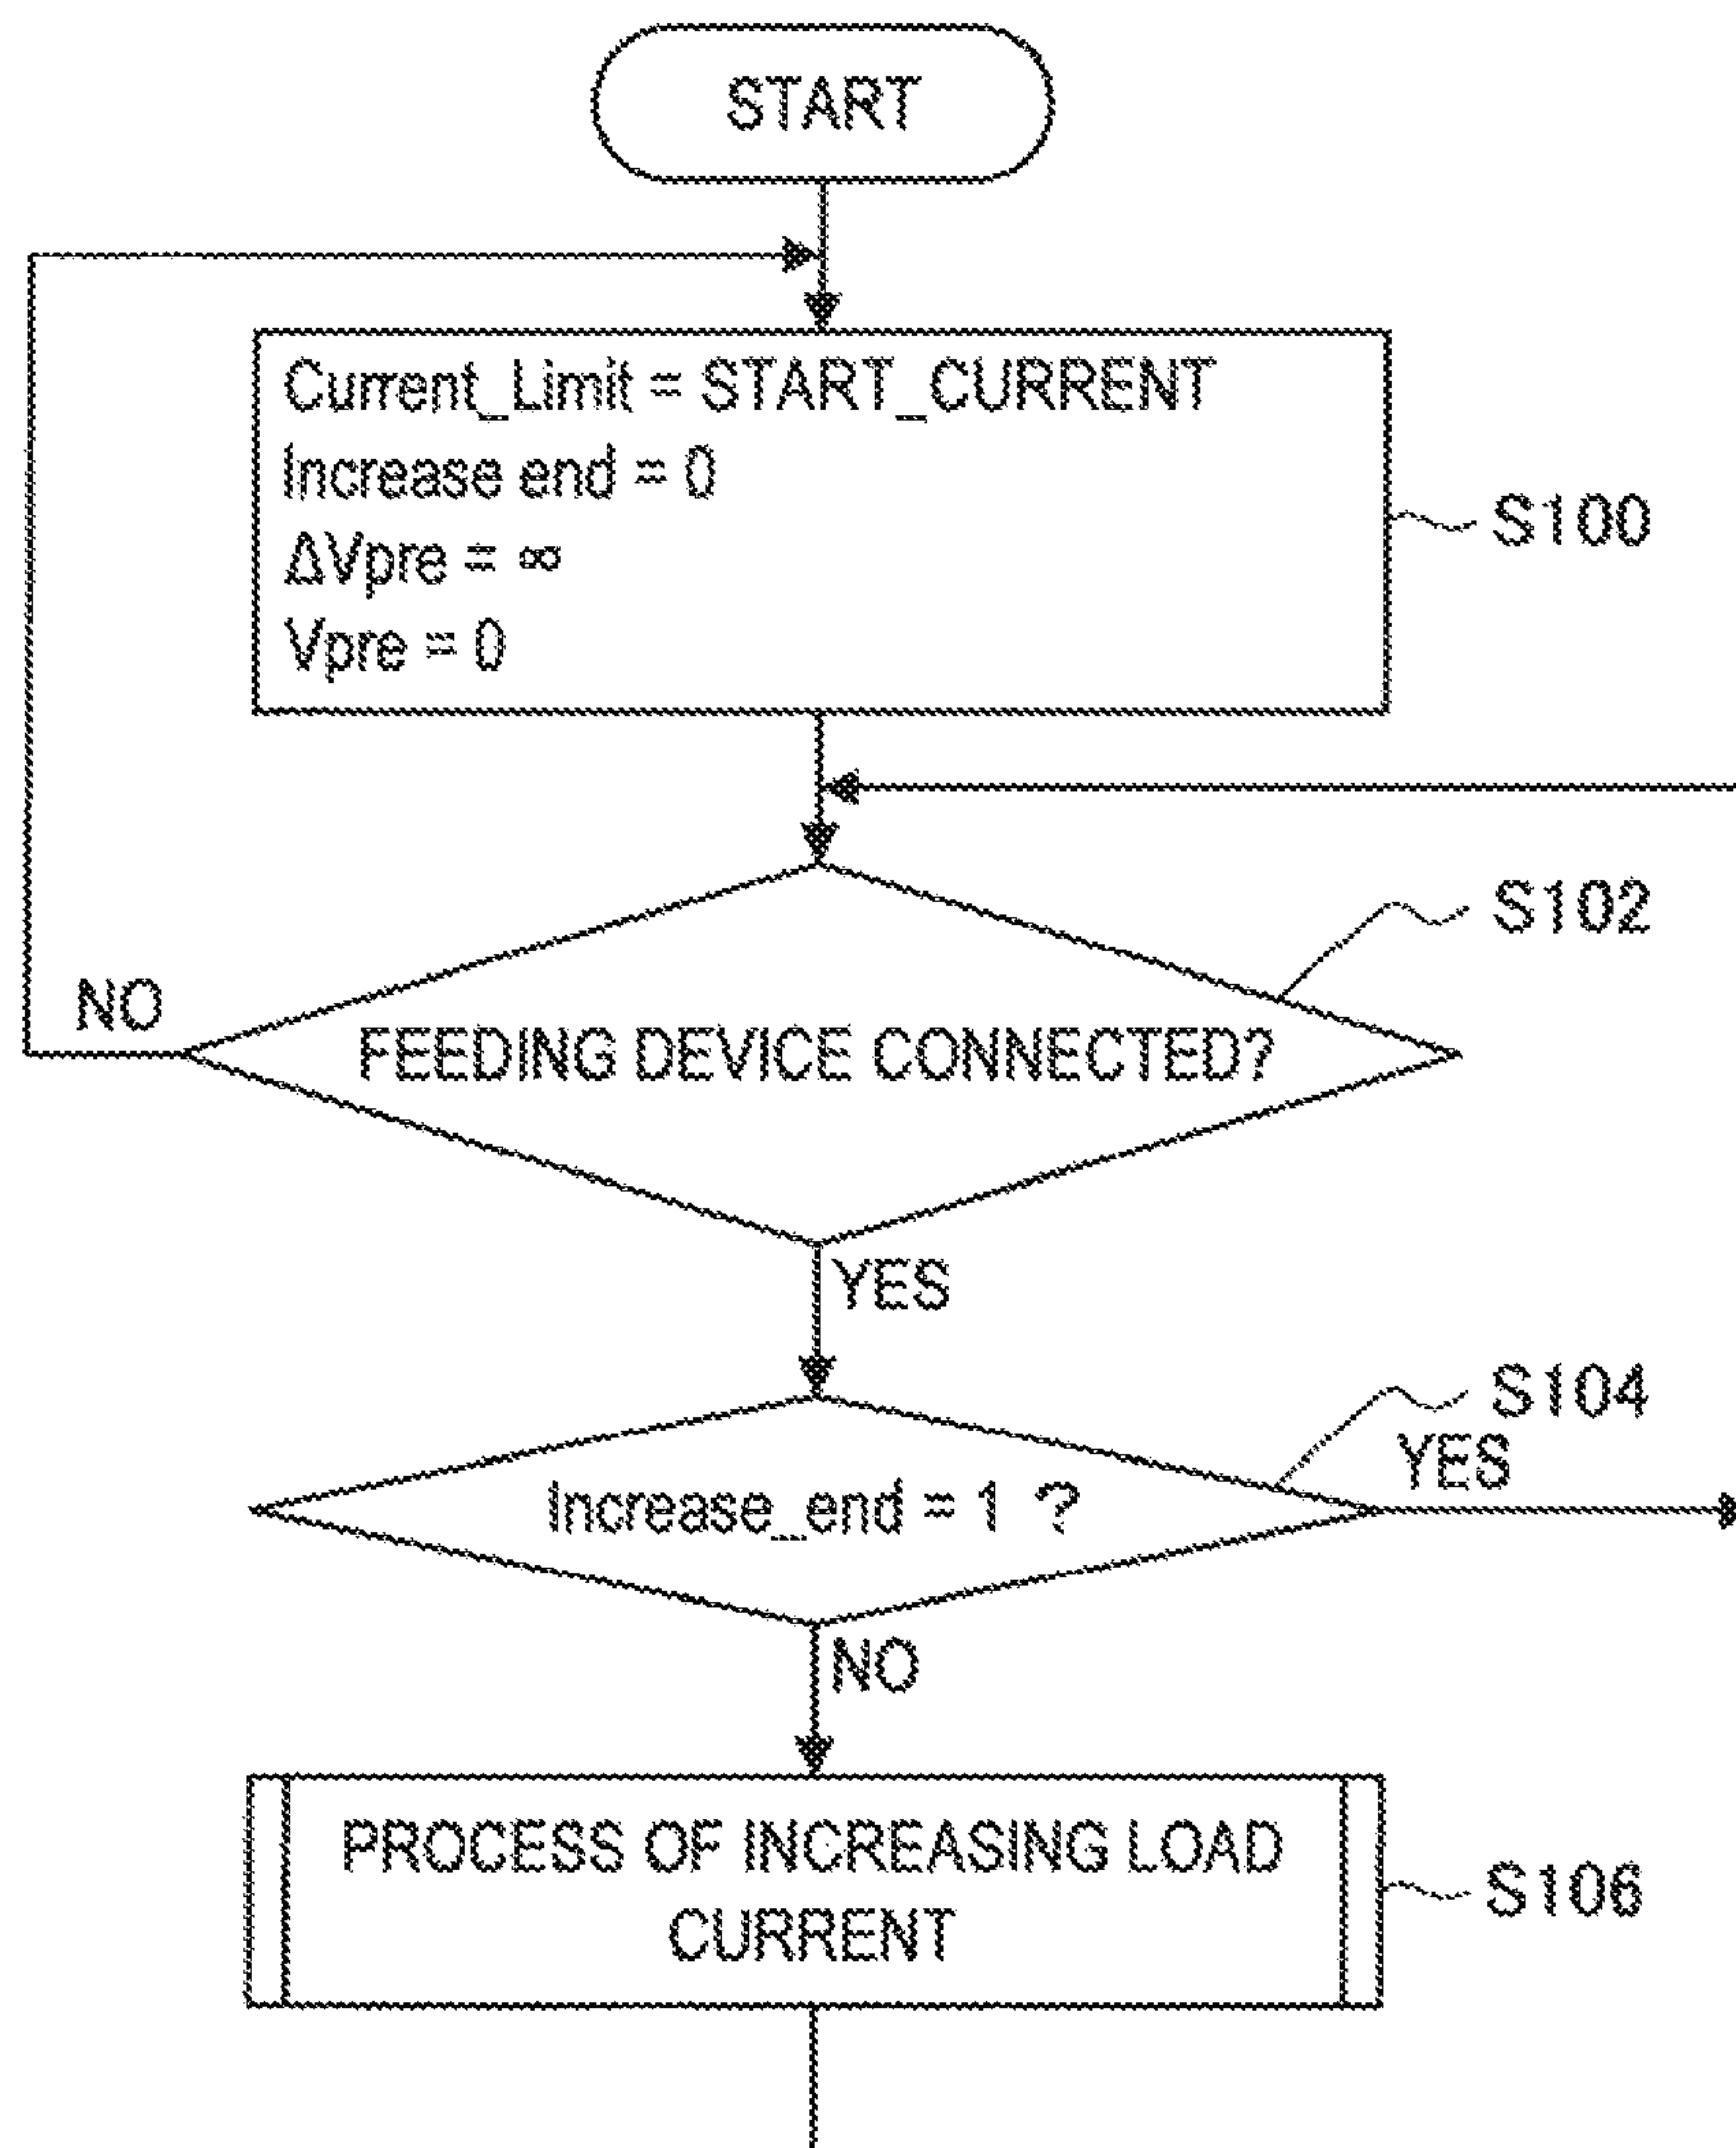 START
Current_Limit = START_CURRENT
Increase end = 0
ΔVpre = ∞
Vpre = 0
S100
S102
NO
FEEDING DEVICE CONNECTED?
YES
S104
YES
Increase_end = 1 ?
NO
PROCESS OF INCREASING LOAD
CURRENT
S106